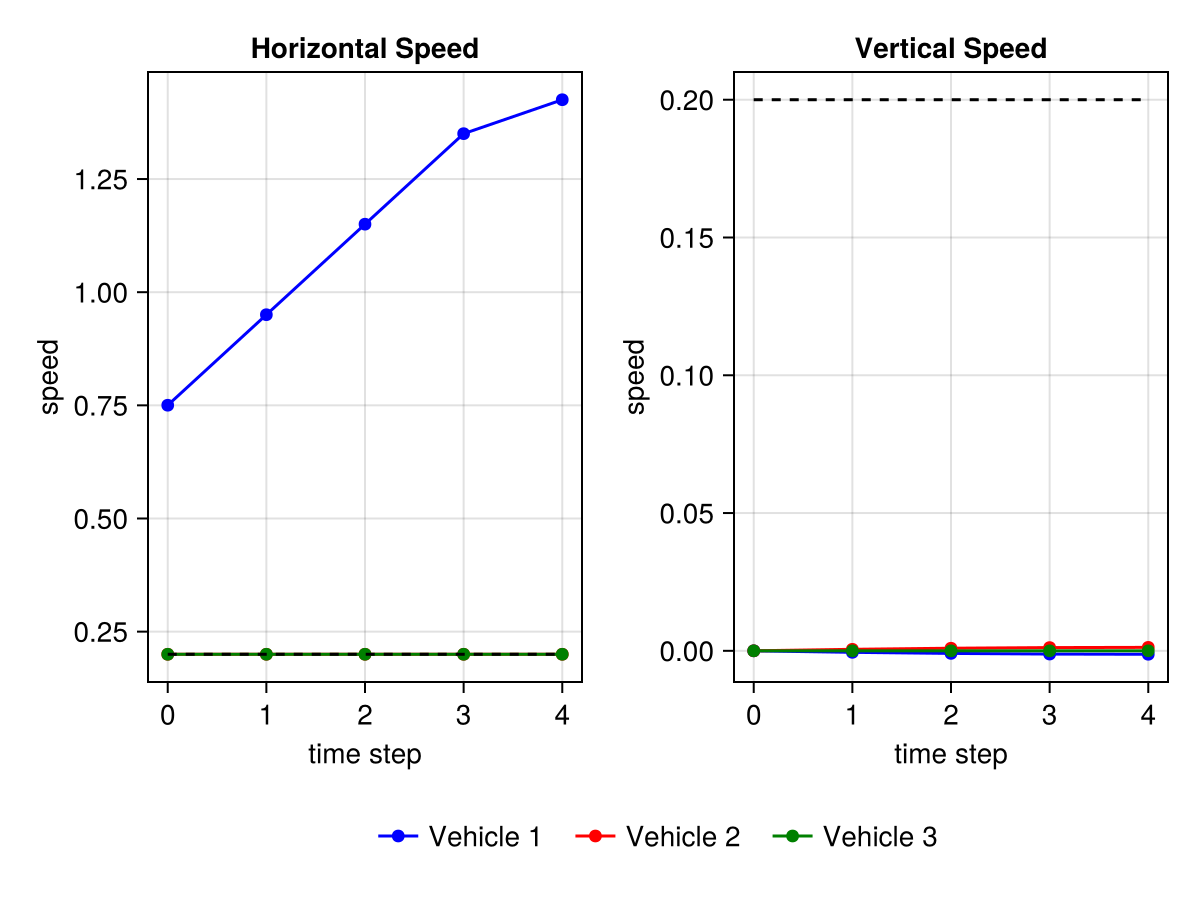 Horizontal Speed
1.25
1.00
0.75
0.50
0.25
speed
0 1 2 3 4
time step
Vertical Speed
0.20
0.15
0.10
0.05
0.00
speed
0 1 2 3 4
time step
Vehicle 1 Vehicle 2 Vehicle 3